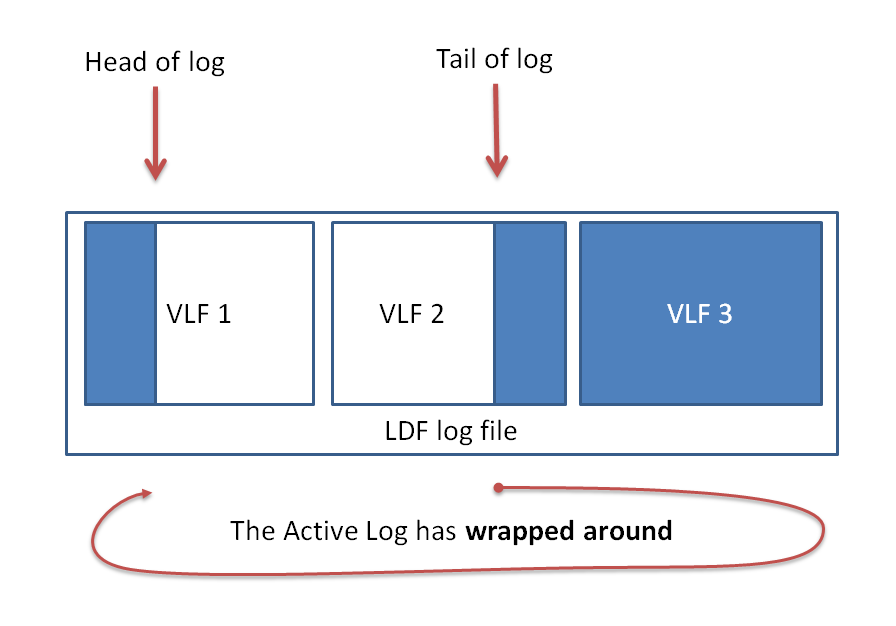 Head of log
Tail of log
VLF 1
VLF 2
VLF 3
LDF log file
The Active Log has wrapped around